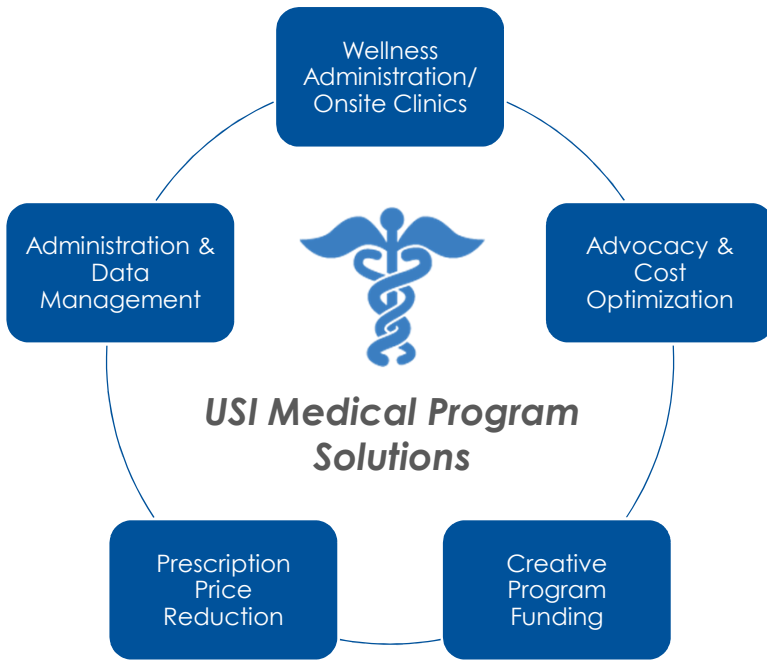 Wellness
Administration/
Onsite Clinics
Administration &
Data
Management
Advocacy &
Cost
Optimization
USI Medical Program
Solutions
Prescription
Price
Reduction
Creative
Program
Funding